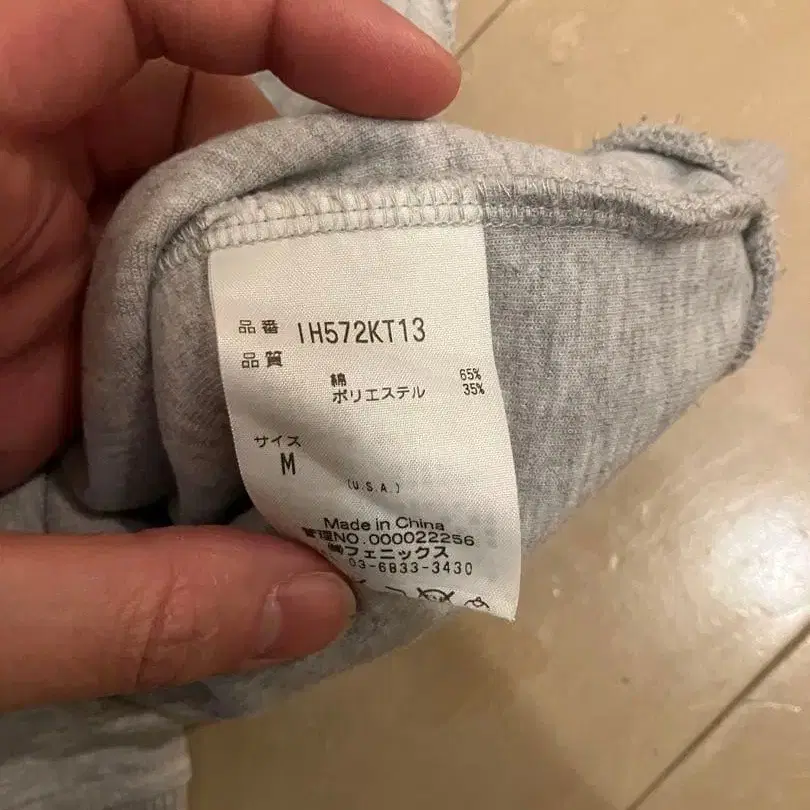 品番 IH572KT13
品質
綿 65%
ポリエステル 35%
サイズ
M
(U.S.A.)
Made in China
管理NO.000022256
㈱フェニックス
03-6833-3430